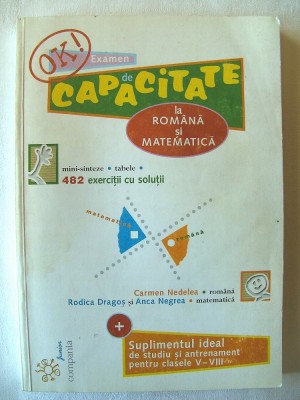 OK!
Examen
de
CAPACITATE
la
ROMÂNĂ
și
MATEMATICĂ
mini-sinteze • tabele •
482 exerciții cu soluții
matematică
română
Carmen Nedelea • română
Rodica Dragoș și Anca Negrea • matematică
+
Suplimentul ideal
de studiu și antrenament
pentru clasele V-VIII
junior
compania